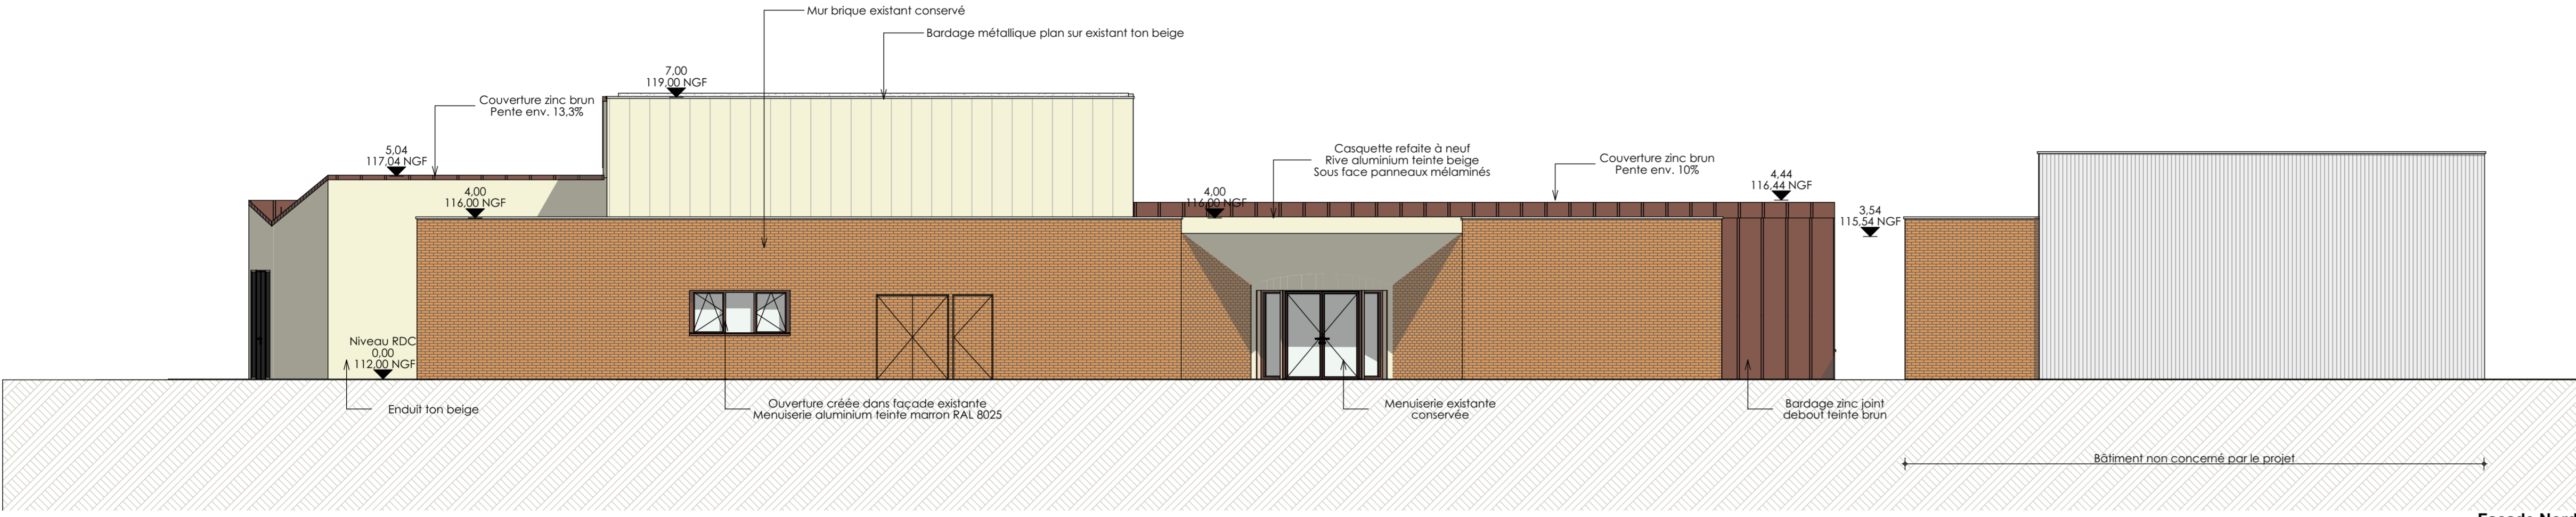 Mur brique existant conservé
Bardage métallique plan sur existant ton beige
7,00
119,00 NGF
Couverture zinc brun
Pente env. 13,3%
5,04
117,04 NGF
4,00
116,00 NGF
Casquette refaite à neuf
Rive aluminium teinte beige
Sous face panneaux mélaminés
4,00
116,00 NGF
Couverture zinc brun
Pente env. 10%
4,44
116,44 NGF
3,54
115,54 NGF
Niveau RDC
0,00
112,00 NGF
Enduit ton beige
Ouverture créée dans façade existante
Menuiserie aluminium teinte marron RAL 8025
Menuiserie existante
conservée
Bardage zinc joint
debout teinte brun
Bâtiment non concerné par le projet